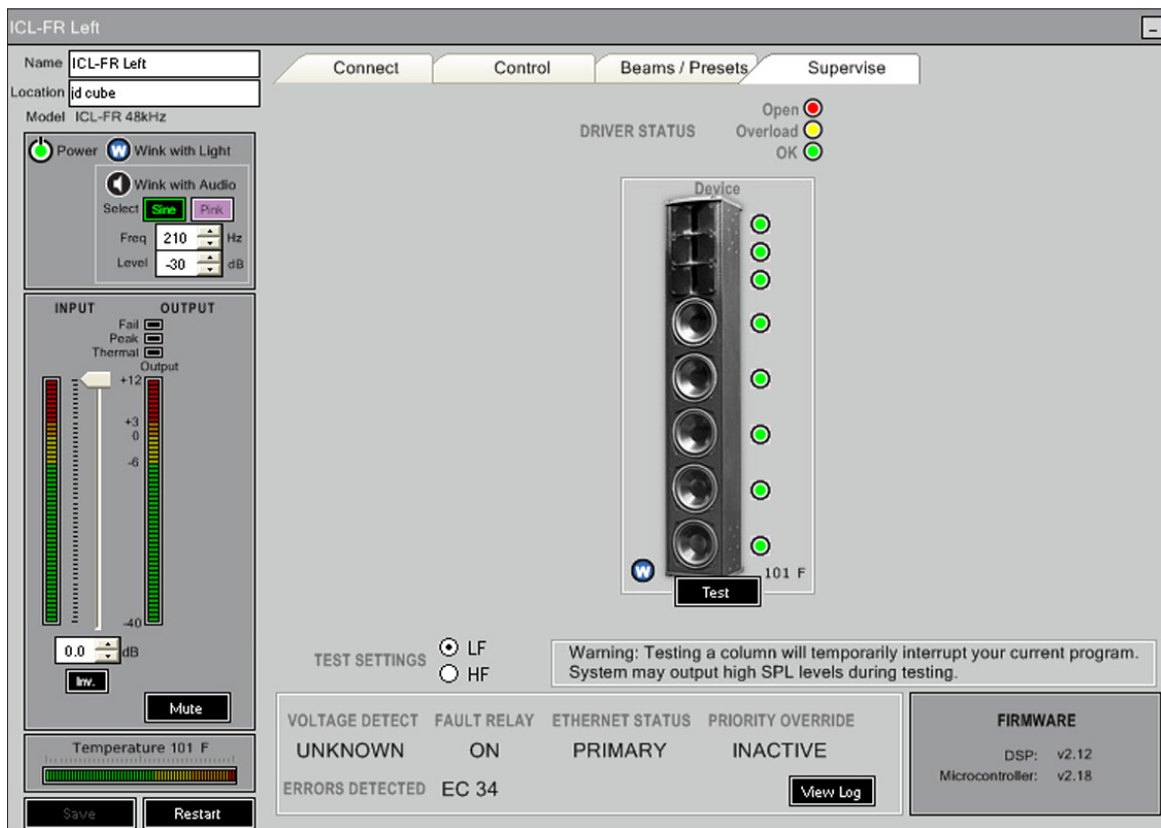 ICL-FR Left
Name ICL-FR Left
Location jd cube
Model ICL-FR 48kHz
Power W Wink with Light
Wink with Audio
Select Sine Pink
Freq 210 Hz
Level -30 dB
INPUT OUTPUT
Fail
Peak
Thermal
Output
+12
+3
0
-6
-40
0.0 dB
Inv.
Mute
Temperature 101 F
Save Restart
Connect Control Beams / Presets Supervise
DRIVER STATUS
Open
Overload
OK
Device
W 101 F
Test
TEST SETTINGS
LF
HF
Warning: Testing a column will temporarily interrupt your current program.
System may output high SPL levels during testing.
VOLTAGE DETECT FAULT RELAY ETHERNET STATUS PRIORITY OVERRIDE
UNKNOWN ON PRIMARY INACTIVE
ERRORS DETECTED EC 34 View Log
FIRMWARE
DSP: v2.12
Microcontroller: v2.18